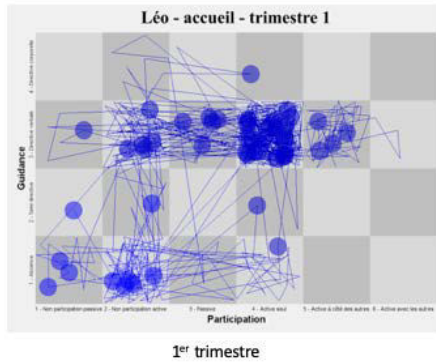 Léo - accueil - trimestre 1
4 - Directive corporelle
3 - Directive verbale
2 - Semi directive
1 - Absence
Guidance
1 - Non participation passive 2 - Non participation active 3 - Passive 4 - Active seul 5 - Active à côté des autres 6 - Active avec les autres
Participation
1er trimestre